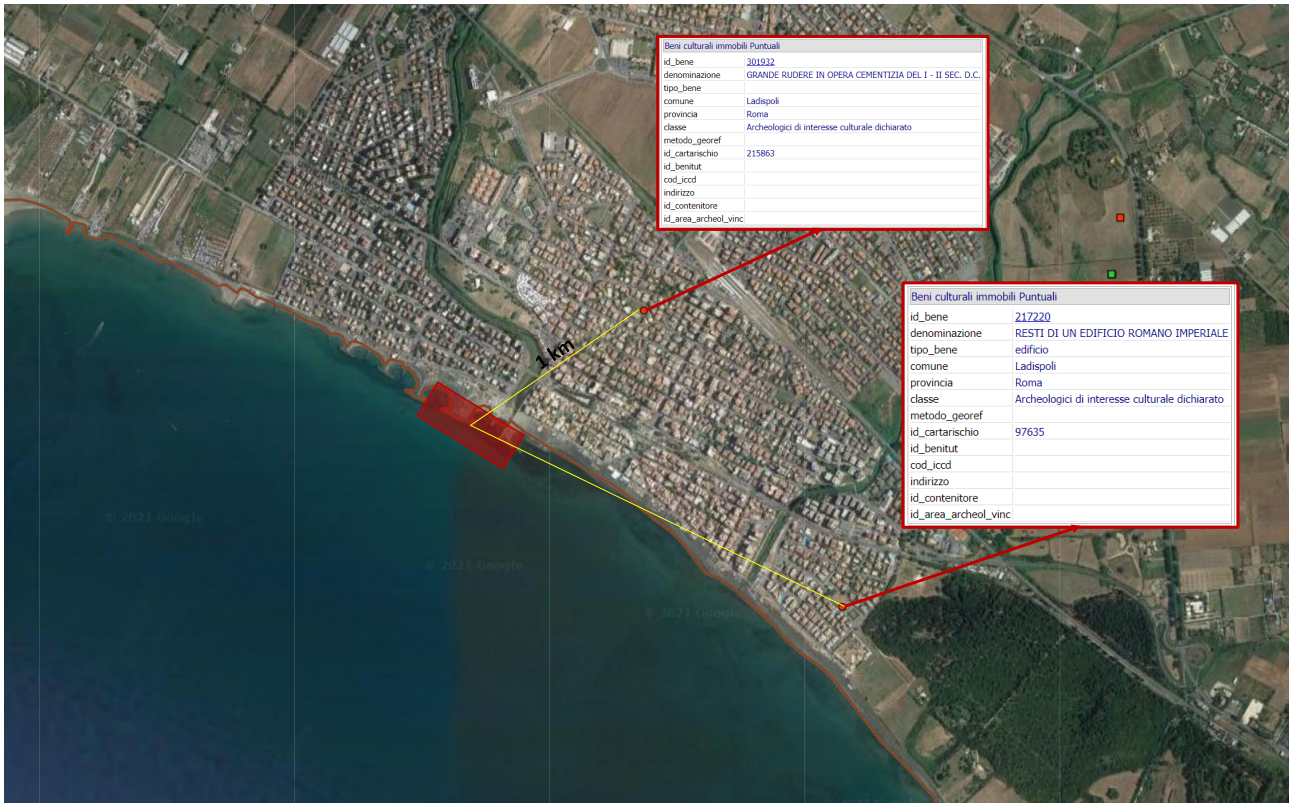 Beni culturali immobili Puntuali
id_bene 301932
denominazione GRANDE RUDERE IN OPERA CEMENTIZIA DEL I - II SEC. D.C.
tipo_bene
comune Ladispoli
provincia Roma
classe Archeologici di interesse culturale dichiarato
metodo_georef
id_cartarischio 215863
id_benitut
cod_iccd
indirizzo
id_contenitore
id_area_archeol_vinc
Beni culturali immobili Puntuali
id_bene 217220
denominazione RESTI DI UN EDIFICIO ROMANO IMPERIALE
tipo_bene edificio
comune Ladispoli
provincia Roma
classe Archeologici di interesse culturale dichiarato
metodo_georef
id_cartarischio 97635
id_benitut
cod_iccd
indirizzo
id_contenitore
id_area_archeol_vinc
1 km
© 2021 Google
© 2021 Google
© 2021 Google